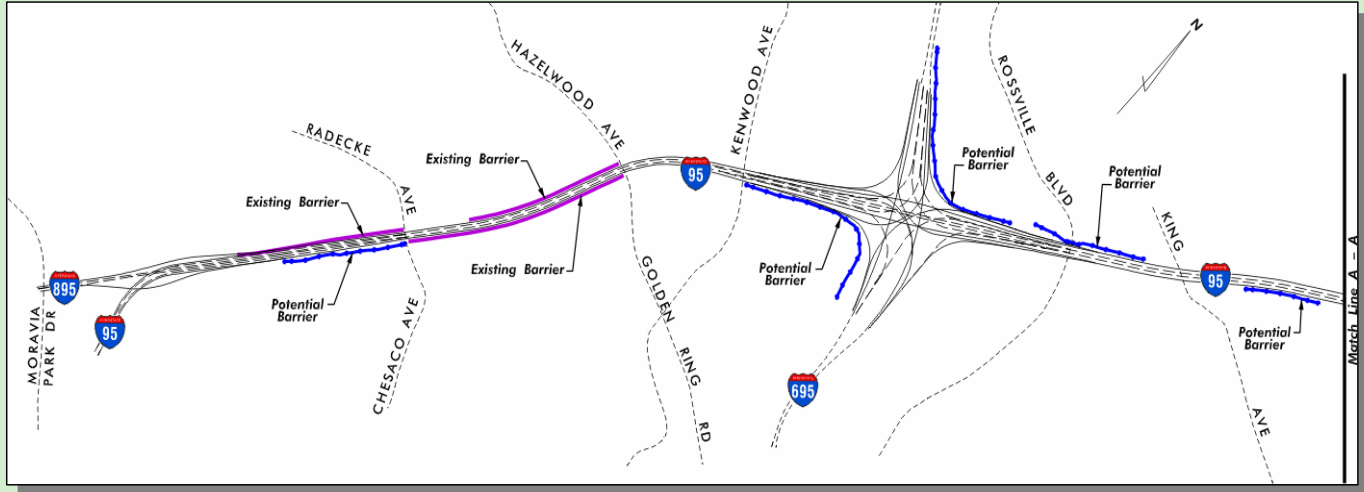 HAZELWOOD AVE
KENWOOD AVE
ROSSVILLE BLVD
N
RADECKE AVE
Existing Barrier
Existing Barrier
Existing Barrier
Potential
Barrier
Potential
Barrier
Potential
Barrier
Potential
Barrier
Potential
Barrier
895
95
95
695
95
MORAVIA
PARK DR
CHESACO AVE
GOLDEN RING RD
KING AVE
Match Line A - A